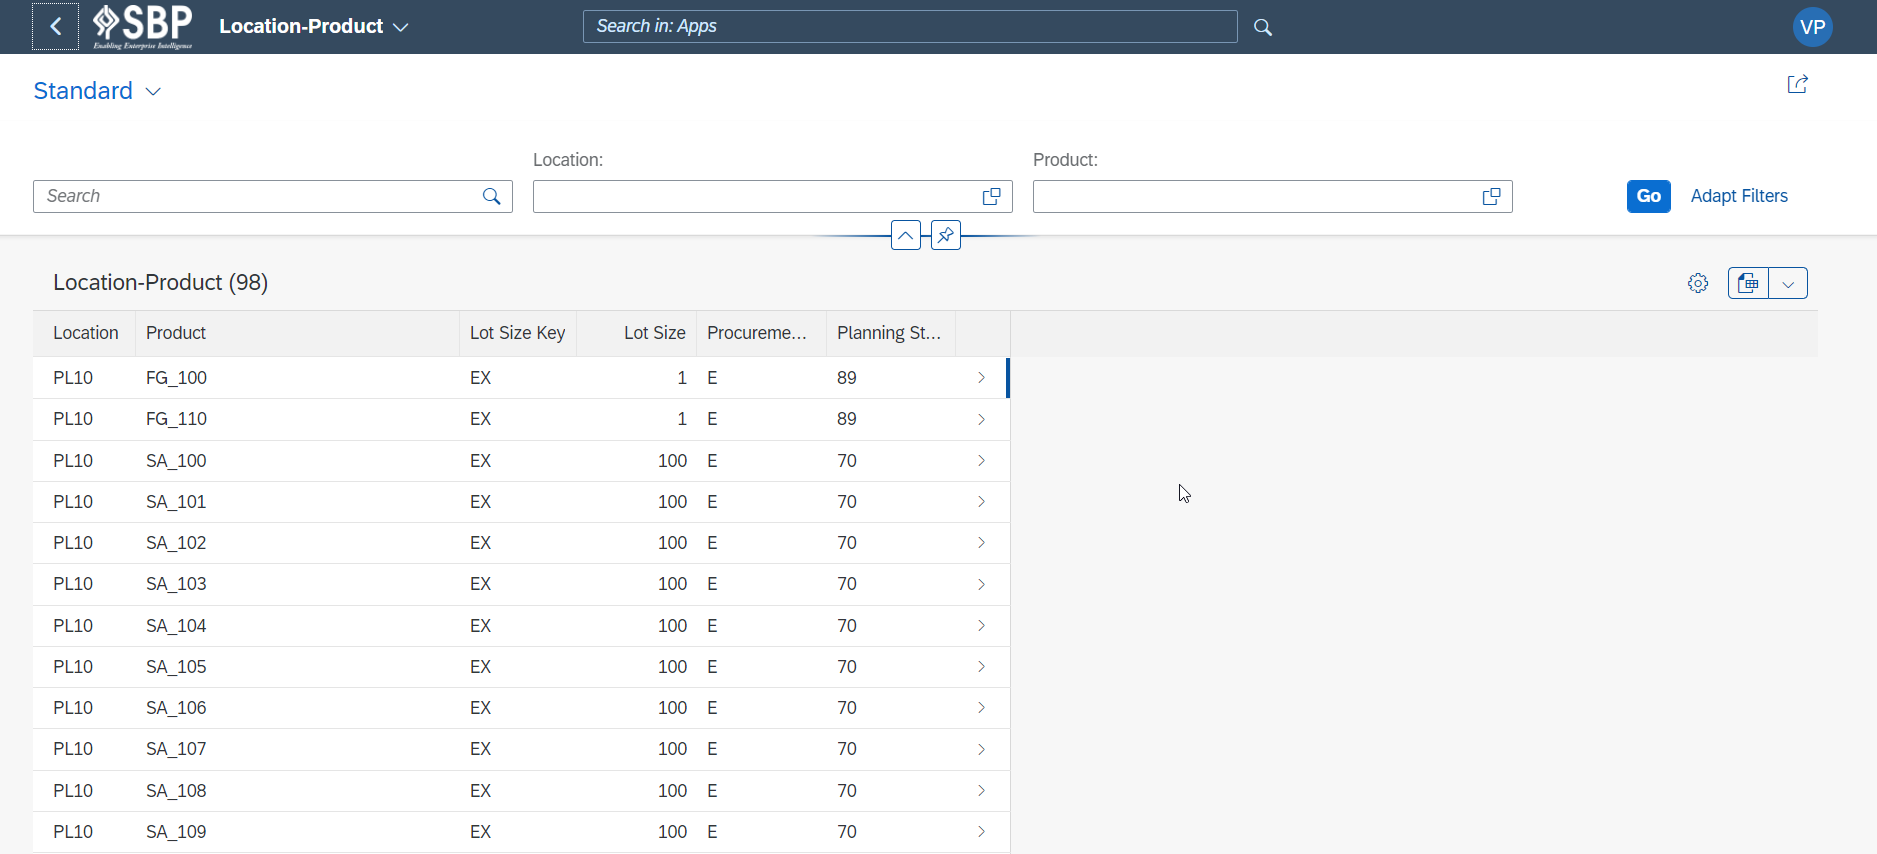 SBP
Enabling Enterprise Intelligence
Location-Product
Search in: Apps
VP
Standard
Location:
Product:
Search
Go
Adapt Filters
Location-Product (98)
Location Product Lot Size Key Lot Size Procureme... Planning St...
PL10 FG_100 EX 1 E 89
PL10 FG_110 EX 1 E 89
PL10 SA_100 EX 100 E 70
PL10 SA_101 EX 100 E 70
PL10 SA_102 EX 100 E 70
PL10 SA_103 EX 100 E 70
PL10 SA_104 EX 100 E 70
PL10 SA_105 EX 100 E 70
PL10 SA_106 EX 100 E 70
PL10 SA_107 EX 100 E 70
PL10 SA_108 EX 100 E 70
PL10 SA_109 EX 100 E 70